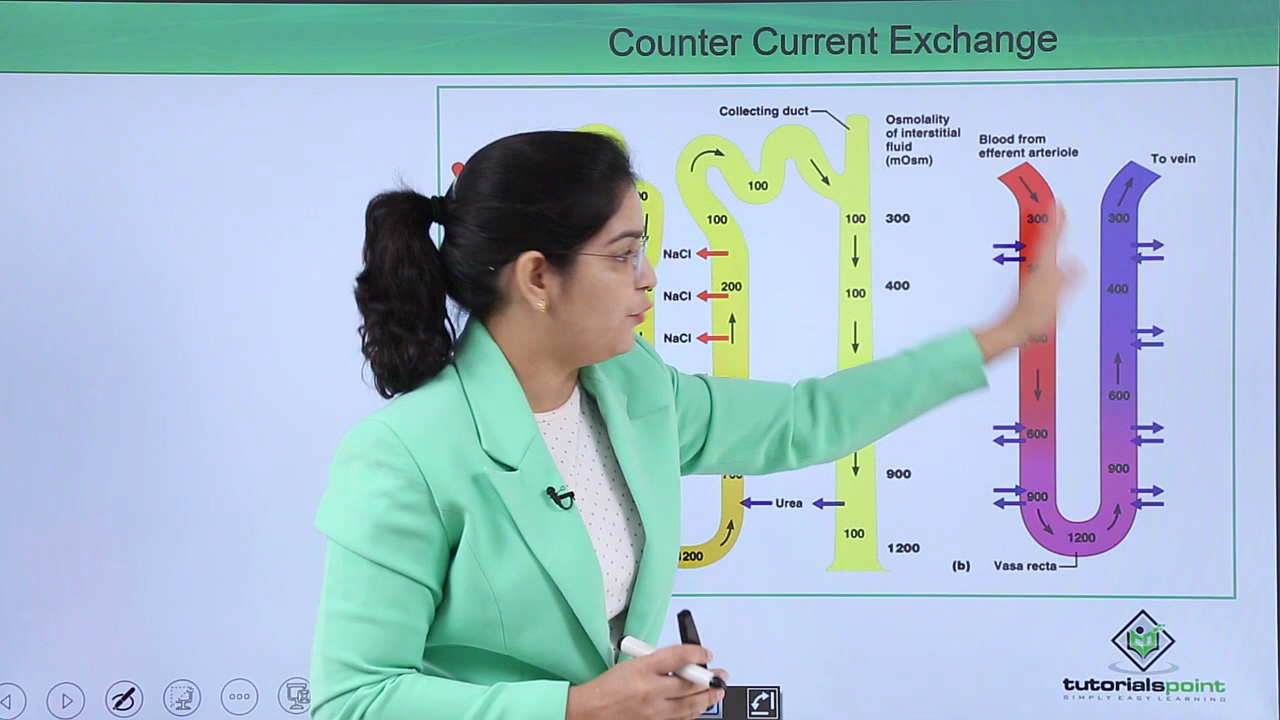 Counter Current Exchange
Collecting duct
Osmolality
of interstitial
fluid
(mOsm)
Blood from
efferent arteriole
To vein
100
100
100
300
300
300
NaCl
NaCl
200
100
400
400
NaCl
600
600
900
900
900
Urea
100
1200
1200
(b)
Vasa recta
tutorialspoint
SIMPLY EASY LEARNING